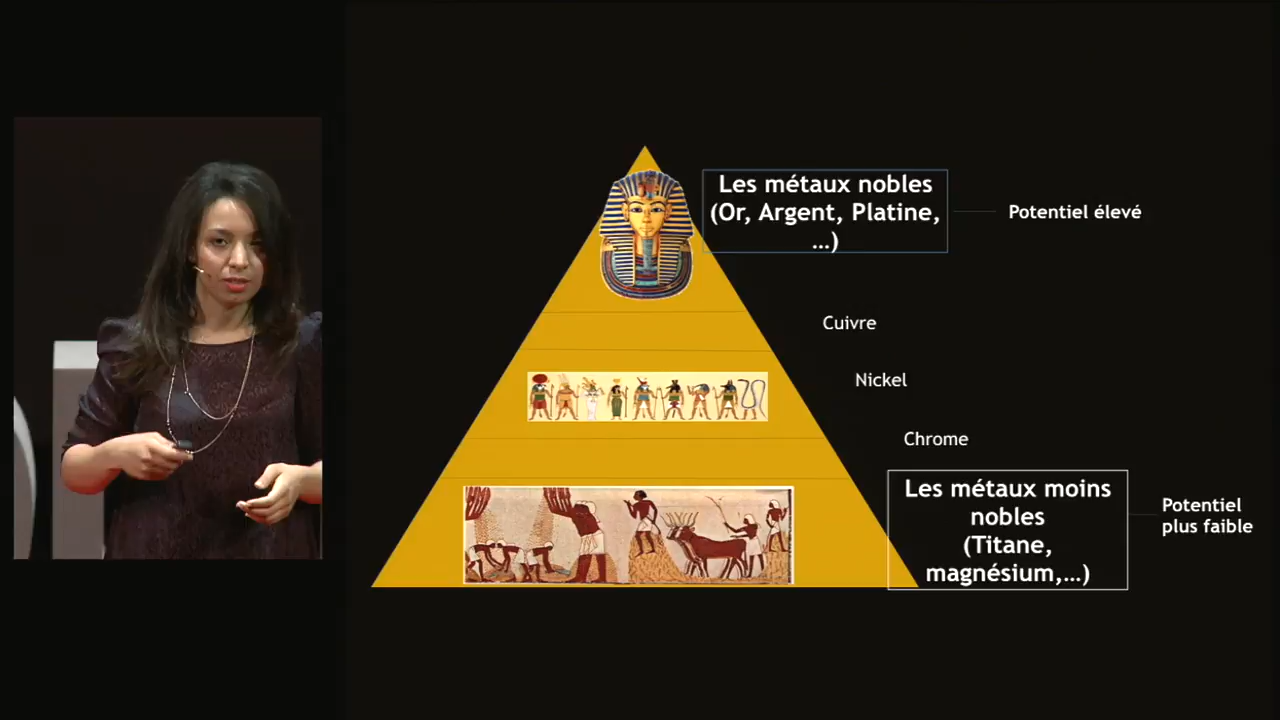 Les métaux nobles
(Or, Argent, Platine,
...)
Potentiel élevé
Cuivre
Nickel
Chrome
Les métaux moins
nobles
(Titane,
magnésium,...)
Potentiel
plus faible